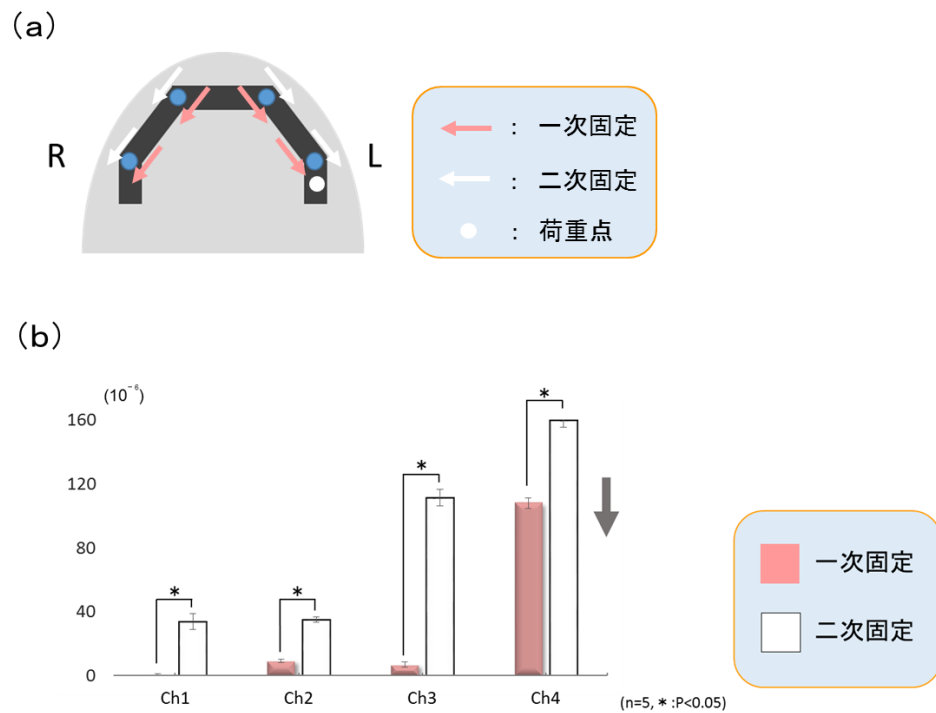 (a)
R
L
: 一次固定
: 二次固定
: 荷重点
(b)
(10⁻⁶)
160
120
80
40
0
*
*
*
*
Ch1 Ch2 Ch3 Ch4
(n=5, * :P<0.05)
一次固定
二次固定